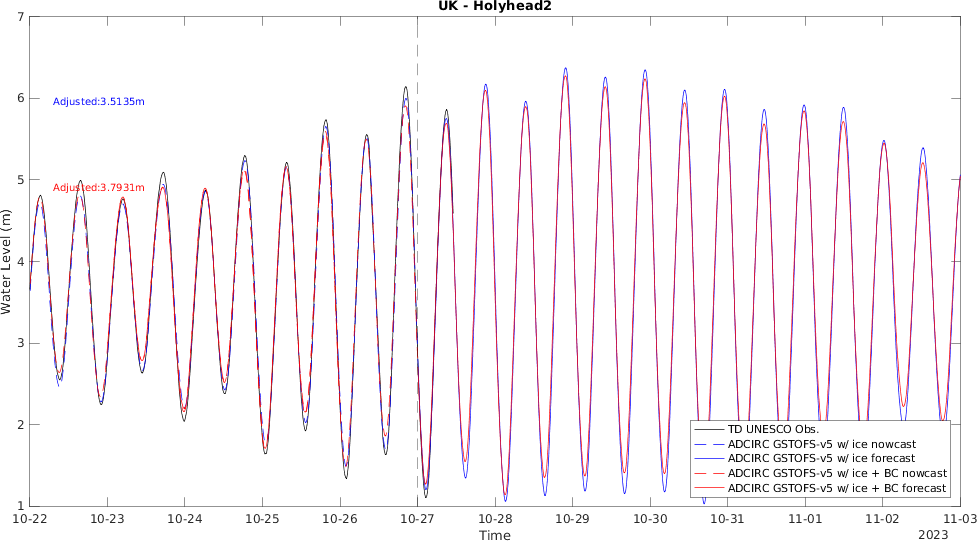 UK - Holyhead2
7
6
5
4
3
2
1
Water Level (m)
Adjusted:3.5135m
Adjusted:3.7931m
TD UNESCO Obs.
ADCIRC GSTOFS-v5 w/ ice nowcast
ADCIRC GSTOFS-v5 w/ ice forecast
ADCIRC GSTOFS-v5 w/ ice + BC nowcast
ADCIRC GSTOFS-v5 w/ ice + BC forecast
10-22 10-23 10-24 10-25 10-26 10-27 10-28 10-29 10-30 10-31 11-01 11-02 11-03
Time
2023